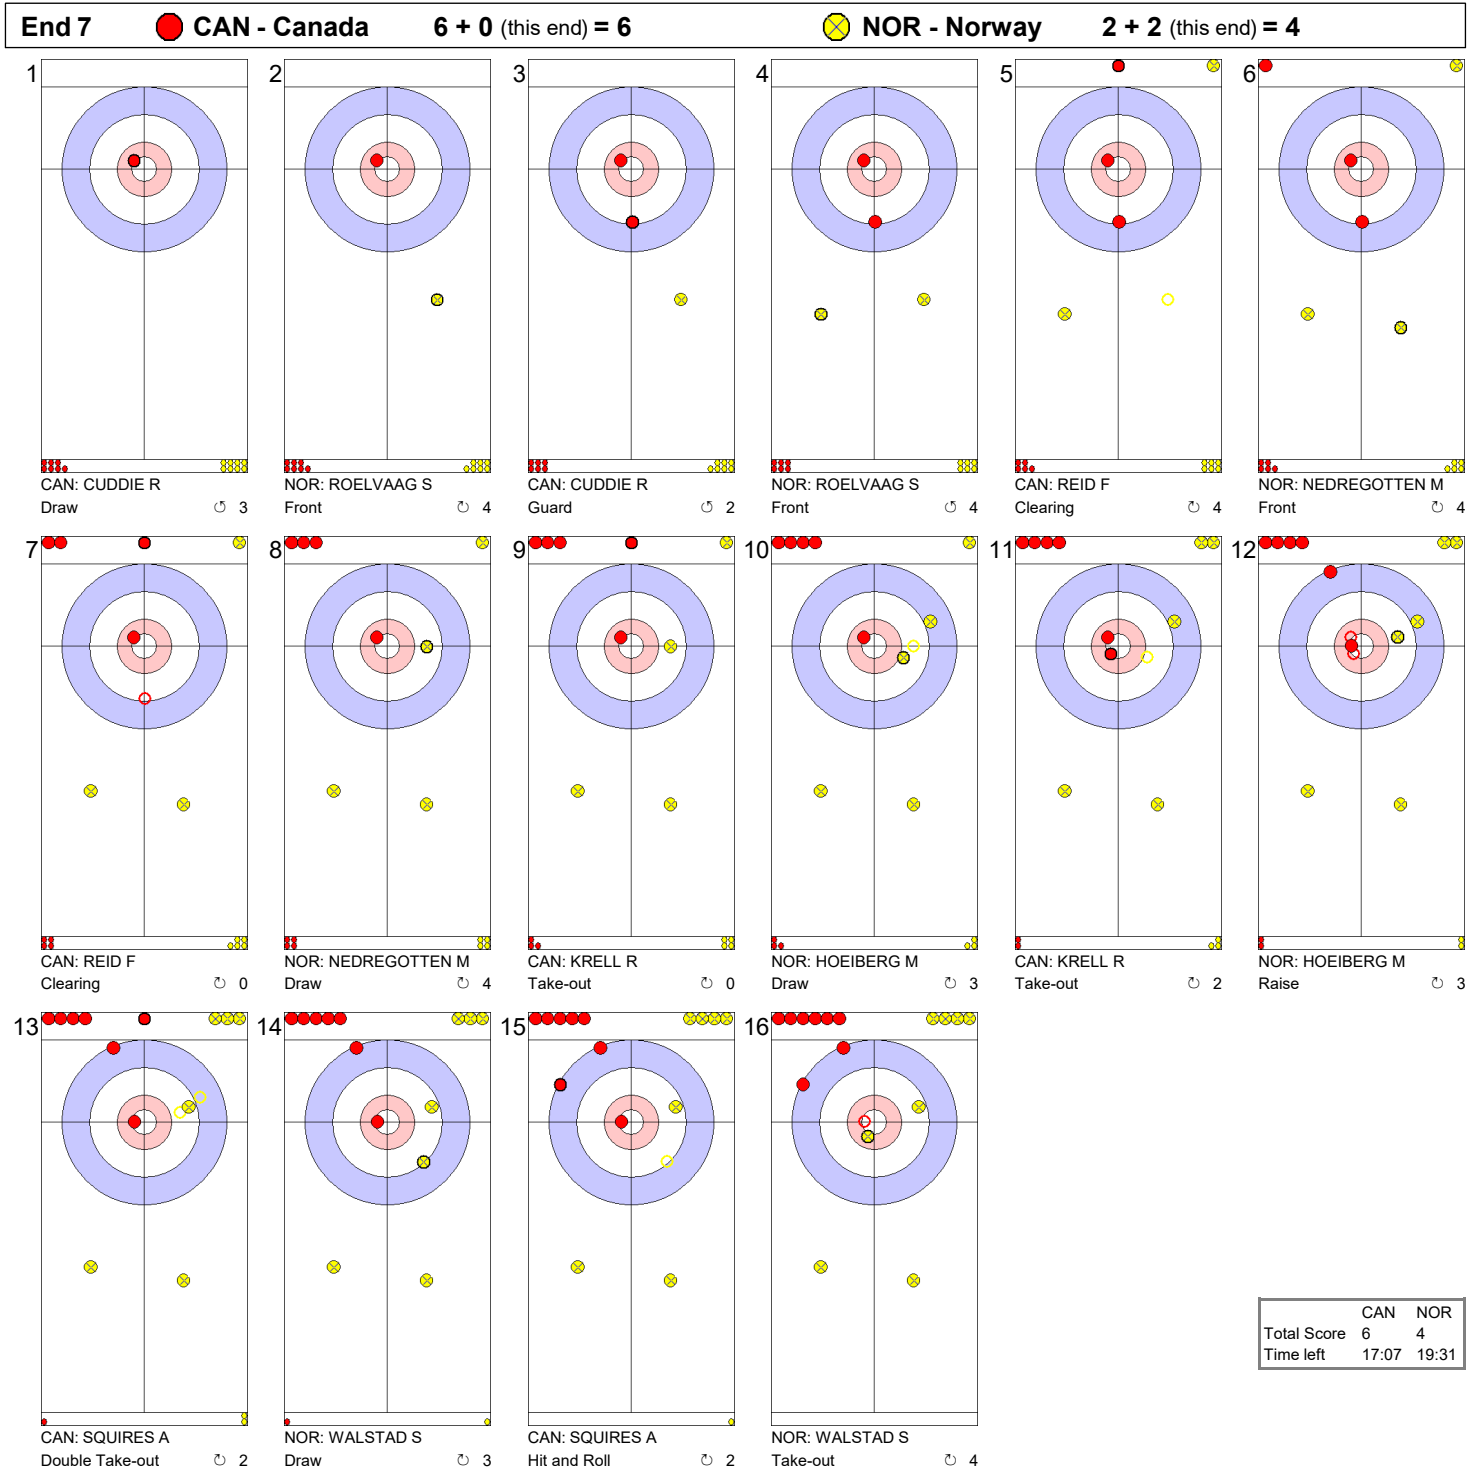 End 7 CAN - Canada 6 + 0 (this end) = 6 NOR - Norway 2 + 2 (this end) = 4
1 2 3 4 5 6
CAN: CUDDIE R NOR: ROELVAAG S CAN: CUDDIE R NOR: ROELVAAG S CAN: REID F NOR: NEDREGOTTEN M
Draw ↺ 3 Front ↻ 4 Guard ↺ 2 Front ↺ 4 Clearing ↻ 4 Front ↻ 4
7 8 9 10 11 12
CAN: REID F NOR: NEDREGOTTEN M CAN: KRELL R NOR: HOEIBERG M CAN: KRELL R NOR: HOEIBERG M
Clearing ↻ 0 Draw ↻ 4 Take-out ↻ 0 Draw ↻ 3 Take-out ↻ 2 Raise ↻ 3
13 14 15 16
CAN NOR
Total Score 6 4
Time left 17:07 19:31
CAN: SQUIRES A NOR: WALSTAD S CAN: SQUIRES A NOR: WALSTAD S
Double Take-out ↻ 2 Draw ↻ 3 Hit and Roll ↻ 2 Take-out ↻ 4